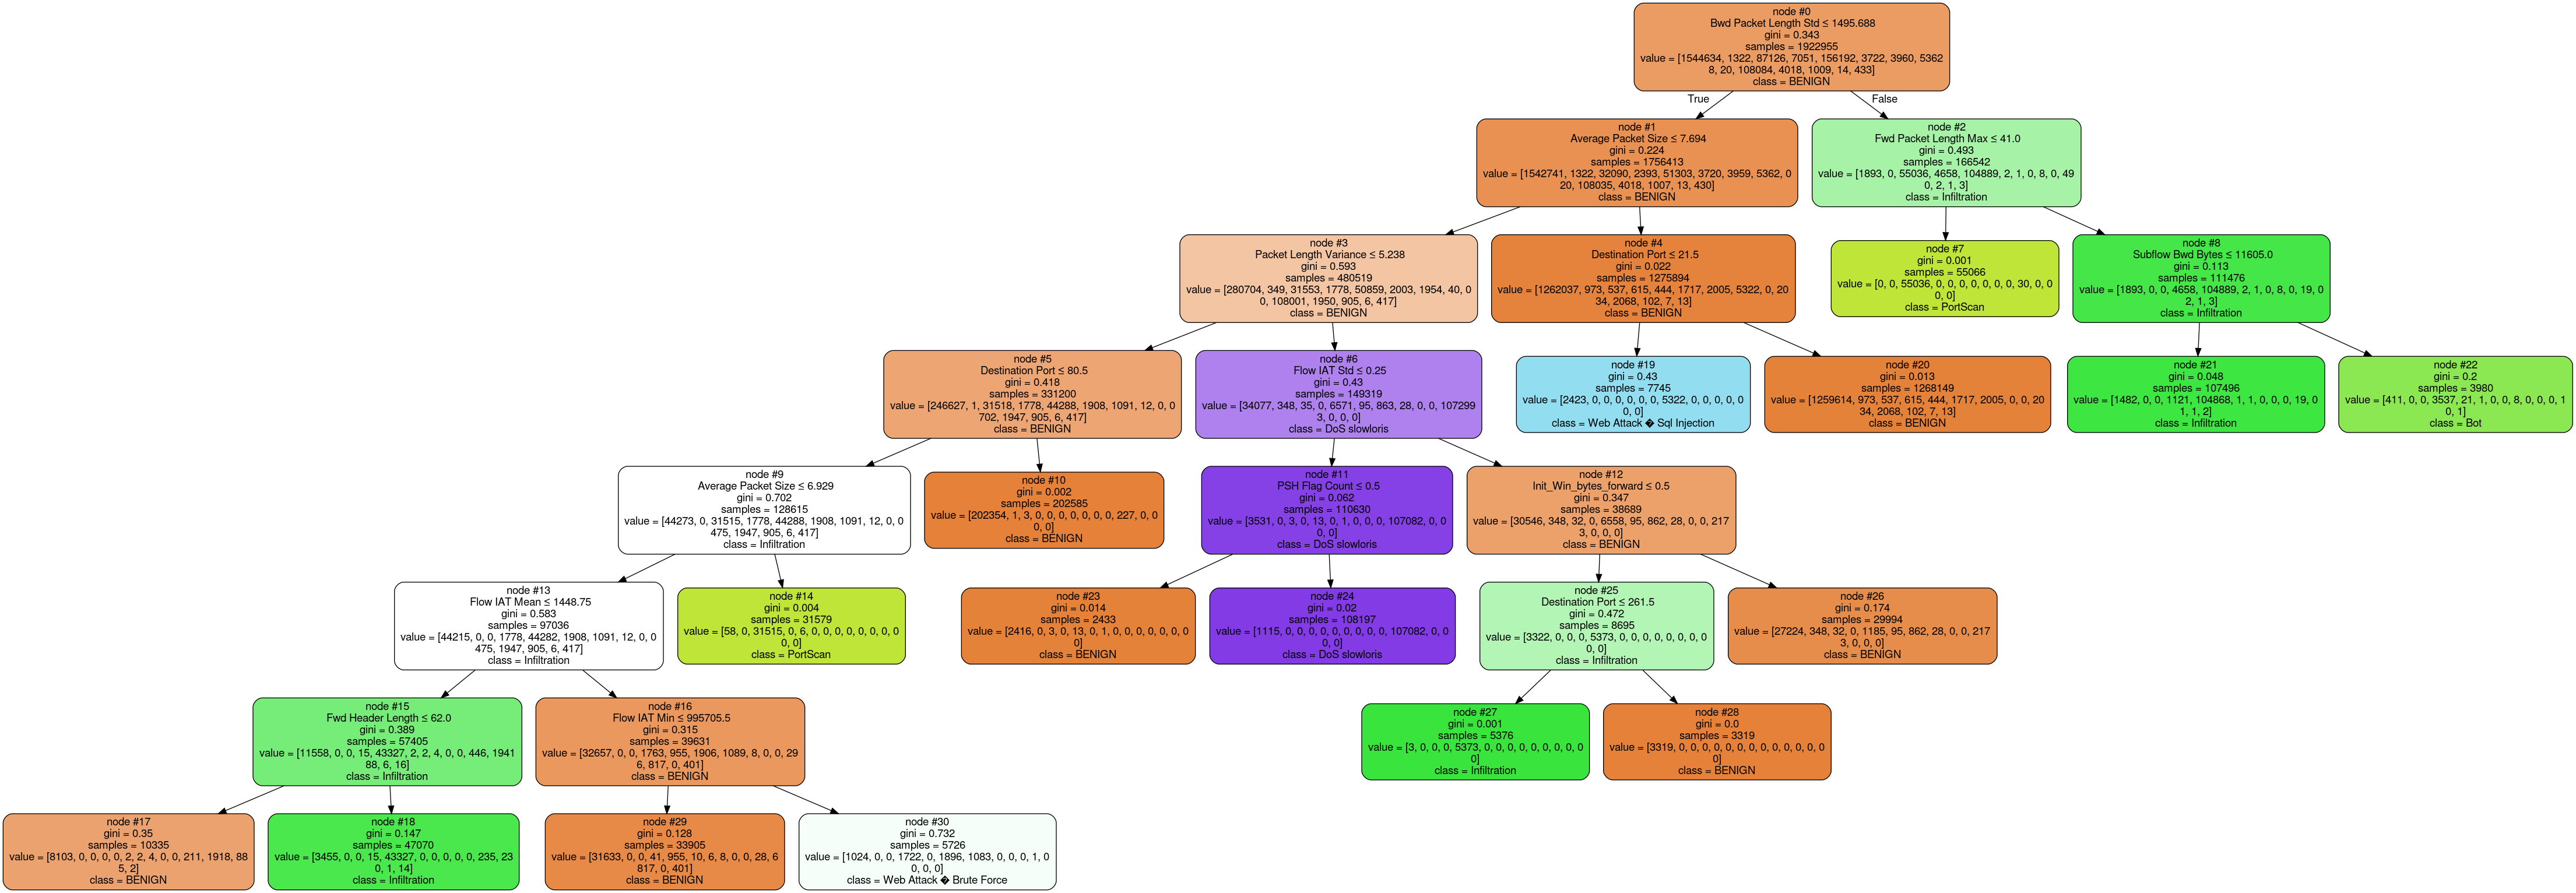 node #0
Bwd Packet Length Std ≤ 1495.688
gini = 0.343
samples = 1922955
value = [1544634, 1322, 87126, 7051, 156192, 3722, 3960, 5362
8, 20, 108084, 4018, 1009, 14, 433]
class = BENIGN
True
False
node #1
Average Packet Size ≤ 7.694
gini = 0.224
samples = 1756413
value = [1542741, 1322, 32090, 2393, 51303, 3720, 3959, 5362, 0
20, 108035, 4018, 1007, 13, 430]
class = BENIGN
node #2
Fwd Packet Length Max ≤ 41.0
gini = 0.493
samples = 166542
value = [1893, 0, 55036, 4658, 104889, 2, 1, 0, 8, 0, 49
0, 2, 1, 3]
class = Infiltration
node #3
Packet Length Variance ≤ 5.238
gini = 0.593
samples = 480519
value = [280704, 349, 31553, 1778, 50859, 2003, 1954, 40, 0
0, 108001, 1950, 905, 6, 417]
class = BENIGN
node #4
Destination Port ≤ 21.5
gini = 0.022
samples = 1275894
value = [1262037, 973, 537, 615, 444, 1717, 2005, 5322, 0, 20
34, 2068, 102, 7, 13]
class = BENIGN
node #7
gini = 0.001
samples = 55066
value = [0, 0, 55036, 0, 0, 0, 0, 0, 0, 0, 30, 0, 0
0, 0]
class = PortScan
node #8
Subflow Bwd Bytes ≤ 11605.0
gini = 0.113
samples = 111476
value = [1893, 0, 0, 4658, 104889, 2, 1, 0, 8, 0, 19, 0
2, 1, 3]
class = Infiltration
node #5
Destination Port ≤ 80.5
gini = 0.418
samples = 331200
value = [246627, 1, 31518, 1778, 44288, 1908, 1091, 12, 0, 0
702, 1947, 905, 6, 417]
class = BENIGN
node #6
Flow IAT Std ≤ 0.25
gini = 0.43
samples = 149319
value = [34077, 348, 35, 0, 6571, 95, 863, 28, 0, 0, 107299
3, 0, 0, 0]
class = DoS slowloris
node #19
gini = 0.43
samples = 7745
value = [2423, 0, 0, 0, 0, 0, 0, 5322, 0, 0, 0, 0, 0
0, 0]
class = Web Attack � Sql Injection
node #20
gini = 0.013
samples = 1268149
value = [1259614, 973, 537, 615, 444, 1717, 2005, 0, 0, 20
34, 2068, 102, 7, 13]
class = BENIGN
node #21
gini = 0.048
samples = 107496
value = [1482, 0, 0, 1121, 104868, 1, 1, 0, 0, 0, 19, 0
1, 1, 2]
class = Infiltration
node #22
gini = 0.2
samples = 3980
value = [411, 0, 0, 3537, 21, 1, 0, 0, 8, 0, 0, 0, 1
0, 1]
class = Bot
node #9
Average Packet Size ≤ 6.929
gini = 0.702
samples = 128615
value = [44273, 0, 31515, 1778, 44288, 1908, 1091, 12, 0, 0
475, 1947, 905, 6, 417]
class = Infiltration
node #10
gini = 0.002
samples = 202585
value = [202354, 1, 3, 0, 0, 0, 0, 0, 0, 0, 227, 0, 0
0, 0]
class = BENIGN
node #11
PSH Flag Count ≤ 0.5
gini = 0.062
samples = 110630
value = [3531, 0, 3, 0, 13, 0, 1, 0, 0, 0, 107082, 0, 0
0, 0]
class = DoS slowloris
node #12
Init_Win_bytes_forward ≤ 0.5
gini = 0.347
samples = 38689
value = [30546, 348, 32, 0, 6558, 95, 862, 28, 0, 0, 217
3, 0, 0, 0]
class = BENIGN
node #13
Flow IAT Mean ≤ 1448.75
gini = 0.583
samples = 97036
value = [44215, 0, 0, 1778, 44282, 1908, 1091, 12, 0, 0
475, 1947, 905, 6, 417]
class = Infiltration
node #14
gini = 0.004
samples = 31579
value = [58, 0, 31515, 0, 6, 0, 0, 0, 0, 0, 0, 0, 0
0, 0]
class = PortScan
node #23
gini = 0.014
samples = 2433
value = [2416, 0, 3, 0, 13, 0, 1, 0, 0, 0, 0, 0, 0, 0
0]
class = BENIGN
node #24
gini = 0.02
samples = 108197
value = [1115, 0, 0, 0, 0, 0, 0, 0, 0, 0, 107082, 0, 0
0, 0]
class = DoS slowloris
node #25
Destination Port ≤ 261.5
gini = 0.472
samples = 8695
value = [3322, 0, 0, 0, 5373, 0, 0, 0, 0, 0, 0, 0, 0
0, 0]
class = Infiltration
node #26
gini = 0.174
samples = 29994
value = [27224, 348, 32, 0, 1185, 95, 862, 28, 0, 0, 217
3, 0, 0, 0]
class = BENIGN
node #15
Fwd Header Length ≤ 62.0
gini = 0.389
samples = 57405
value = [11558, 0, 0, 15, 43327, 2, 2, 4, 0, 0, 446, 1941
88, 6, 16]
class = Infiltration
node #16
Flow IAT Min ≤ 995705.5
gini = 0.315
samples = 39631
value = [32657, 0, 0, 1763, 955, 1906, 1089, 8, 0, 0, 29
6, 817, 0, 401]
class = BENIGN
node #27
gini = 0.001
samples = 5376
value = [3, 0, 0, 0, 5373, 0, 0, 0, 0, 0, 0, 0, 0, 0
0]
class = Infiltration
node #28
gini = 0.0
samples = 3319
value = [3319, 0, 0, 0, 0, 0, 0, 0, 0, 0, 0, 0, 0, 0
0]
class = BENIGN
node #17
gini = 0.35
samples = 10335
value = [8103, 0, 0, 0, 0, 2, 2, 4, 0, 0, 211, 1918, 88
5, 2]
class = BENIGN
node #18
gini = 0.147
samples = 47070
value = [3455, 0, 0, 15, 43327, 0, 0, 0, 0, 0, 235, 23
0, 1, 14]
class = Infiltration
node #29
gini = 0.128
samples = 33905
value = [31633, 0, 0, 41, 955, 10, 6, 8, 0, 0, 28, 6
817, 0, 401]
class = BENIGN
node #30
gini = 0.732
samples = 5726
value = [1024, 0, 0, 1722, 0, 1896, 1083, 0, 0, 0, 1, 0
0, 0, 0]
class = Web Attack � Brute Force